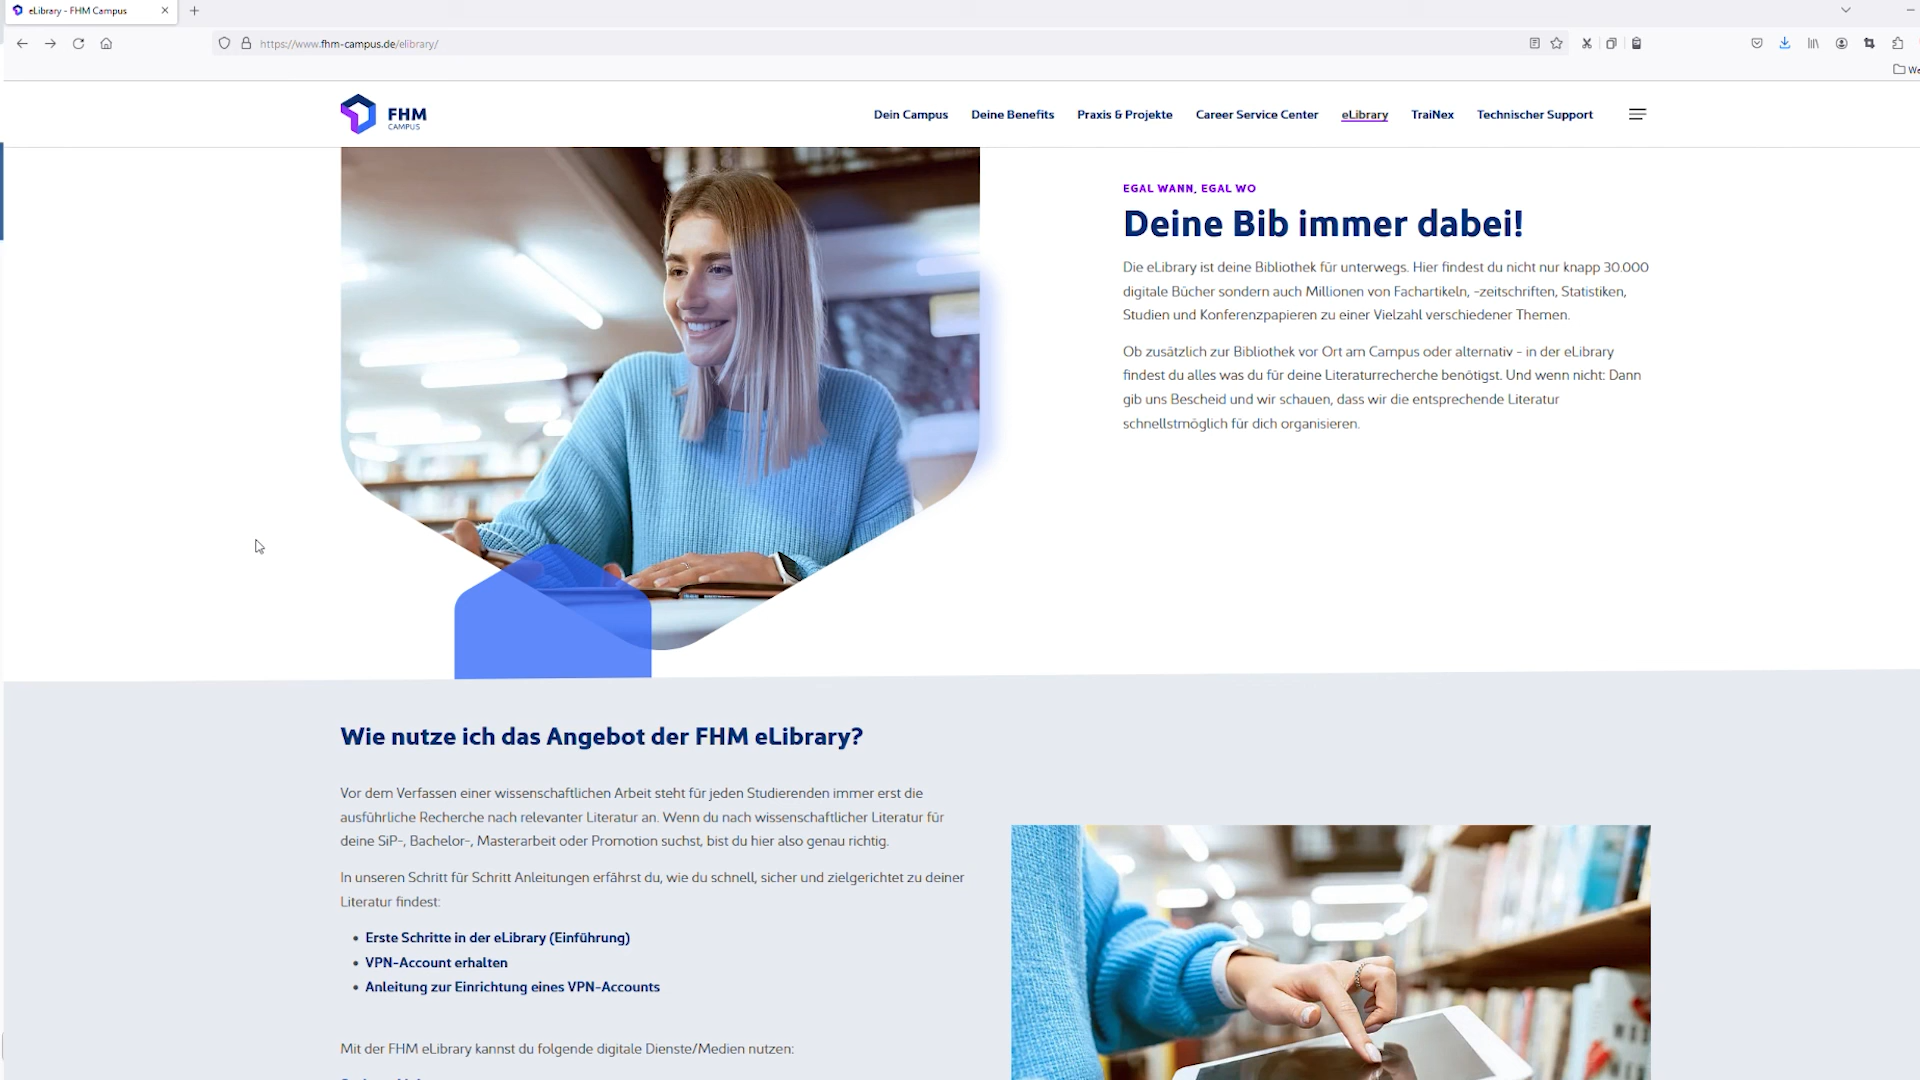 eLibrary - FHM Campus
https://www.fhm-campus.de/elibrary/
FHM
CAMPUS
Dein Campus
Deine Benefits
Praxis & Projekte
Career Service Center
eLibrary
TraiNex
Technischer Support
EGAL WANN, EGAL WO
Deine Bib immer dabei!
Die eLibrary ist deine Bibliothek für unterwegs. Hier findest du nicht nur knapp 30.000
digitale Bücher sondern auch Millionen von Fachartikeln, -zeitschriften, Statistiken,
Studien und Konferenzpapieren zu einer Vielzahl verschiedener Themen.
Ob zusätzlich zur Bibliothek vor Ort am Campus oder alternativ - in der eLibrary
findest du alles was du für deine Literaturrecherche benötigst. Und wenn nicht: Dann
gib uns Bescheid und wir schauen, dass wir die entsprechende Literatur
schnellstmöglich für dich organisieren.
Wie nutze ich das Angebot der FHM eLibrary?
Vor dem Verfassen einer wissenschaftlichen Arbeit steht für jeden Studierenden immer erst die
ausführliche Recherche nach relevanter Literatur an. Wenn du nach wissenschaftlicher Literatur für
deine SiP-, Bachelor-, Masterarbeit oder Promotion suchst, bist du hier also genau richtig.
In unseren Schritt für Schritt Anleitungen erfährst du, wie du schnell, sicher und zielgerichtet zu deiner
Literatur findest:
• Erste Schritte in der eLibrary (Einführung)
• VPN-Account erhalten
• Anleitung zur Einrichtung eines VPN-Accounts
Mit der FHM eLibrary kannst du folgende digitale Dienste/Medien nutzen: